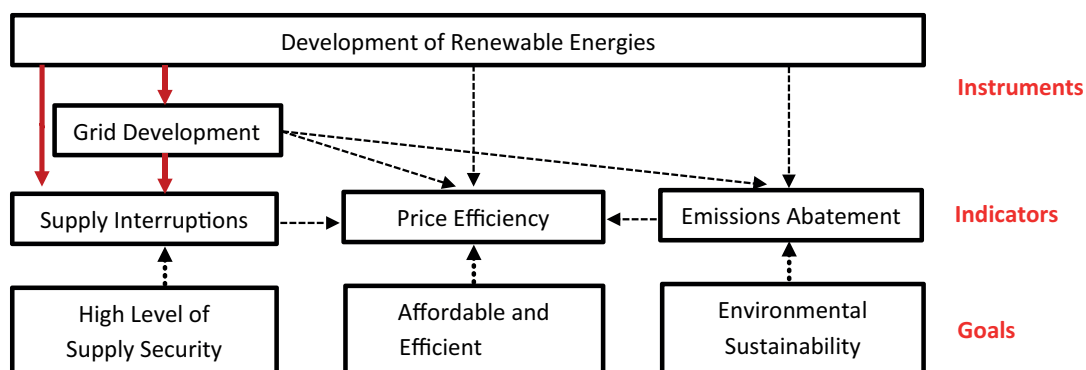 Development of Renewable Energies
Instruments
Grid Development
Supply Interruptions
Price Efficiency
Emissions Abatement
Indicators
High Level of
Supply Security
Affordable and
Efficient
Environmental
Sustainability
Goals